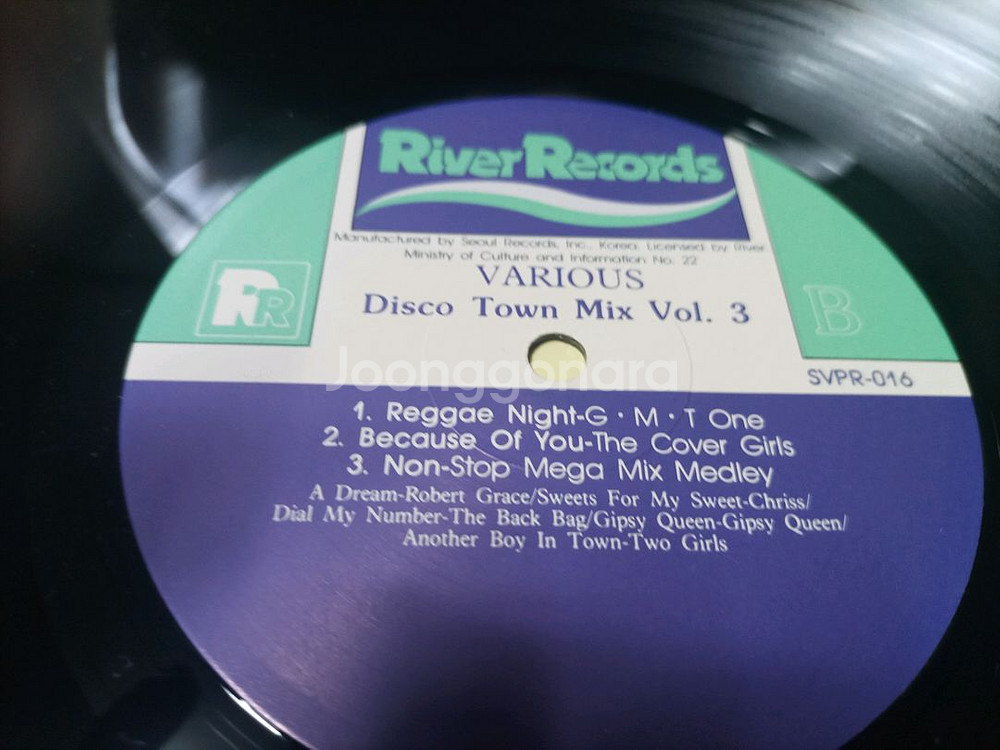 River Records
Manufactured by Seoul Records, Inc., Korea. Licensed by River
Ministry of Culture and Information No. 22
VARIOUS
Disco Town Mix Vol. 3
RR
B
Joonggonara
SVPR-016
1. Reggae Night-G · M · T One
2. Because Of You-The Cover Girls
3. Non-Stop Mega Mix Medley
A Dream-Robert Grace/Sweets For My Sweet-Chriss/
Dial My Number-The Back Bag/Gipsy Queen-Gipsy Queen/
Another Boy In Town-Two Girls